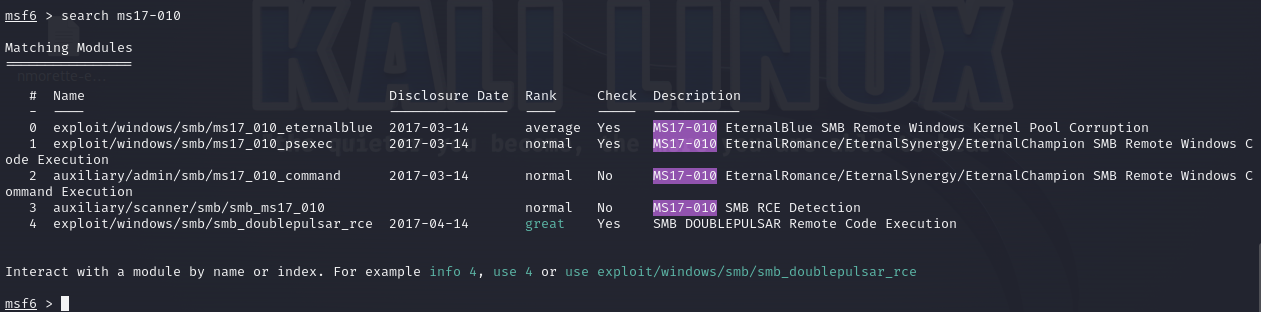 KALI LINUX
msf6 > search ms17-010
Matching Modules
================
nmorette-e...
#  Name                                      Disclosure Date  Rank     Check  Description
-  ----                                      ---------------  ----     -----  -----------
0  exploit/windows/smb/ms17_010_eternalblue  2017-03-14       average  Yes    MS17-010 EternalBlue SMB Remote Windows Kernel Pool Corruption
1  exploit/windows/smb/ms17_010_psexec       2017-03-14       normal   Yes    MS17-010 EternalRomance/EternalSynergy/EternalChampion SMB Remote Windows C
ode Execution
2  auxiliary/admin/smb/ms17_010_command      2017-03-14       normal   No     MS17-010 EternalRomance/EternalSynergy/EternalChampion SMB Remote Windows C
ommand Execution
3  auxiliary/scanner/smb/smb_ms17_010                         normal   No     MS17-010 SMB RCE Detection
4  exploit/windows/smb/smb_doublepulsar_rce  2017-04-14       great    Yes    SMB DOUBLEPULSAR Remote Code Execution
Interact with a module by name or index. For example info 4, use 4 or use exploit/windows/smb/smb_doublepulsar_rce
msf6 >